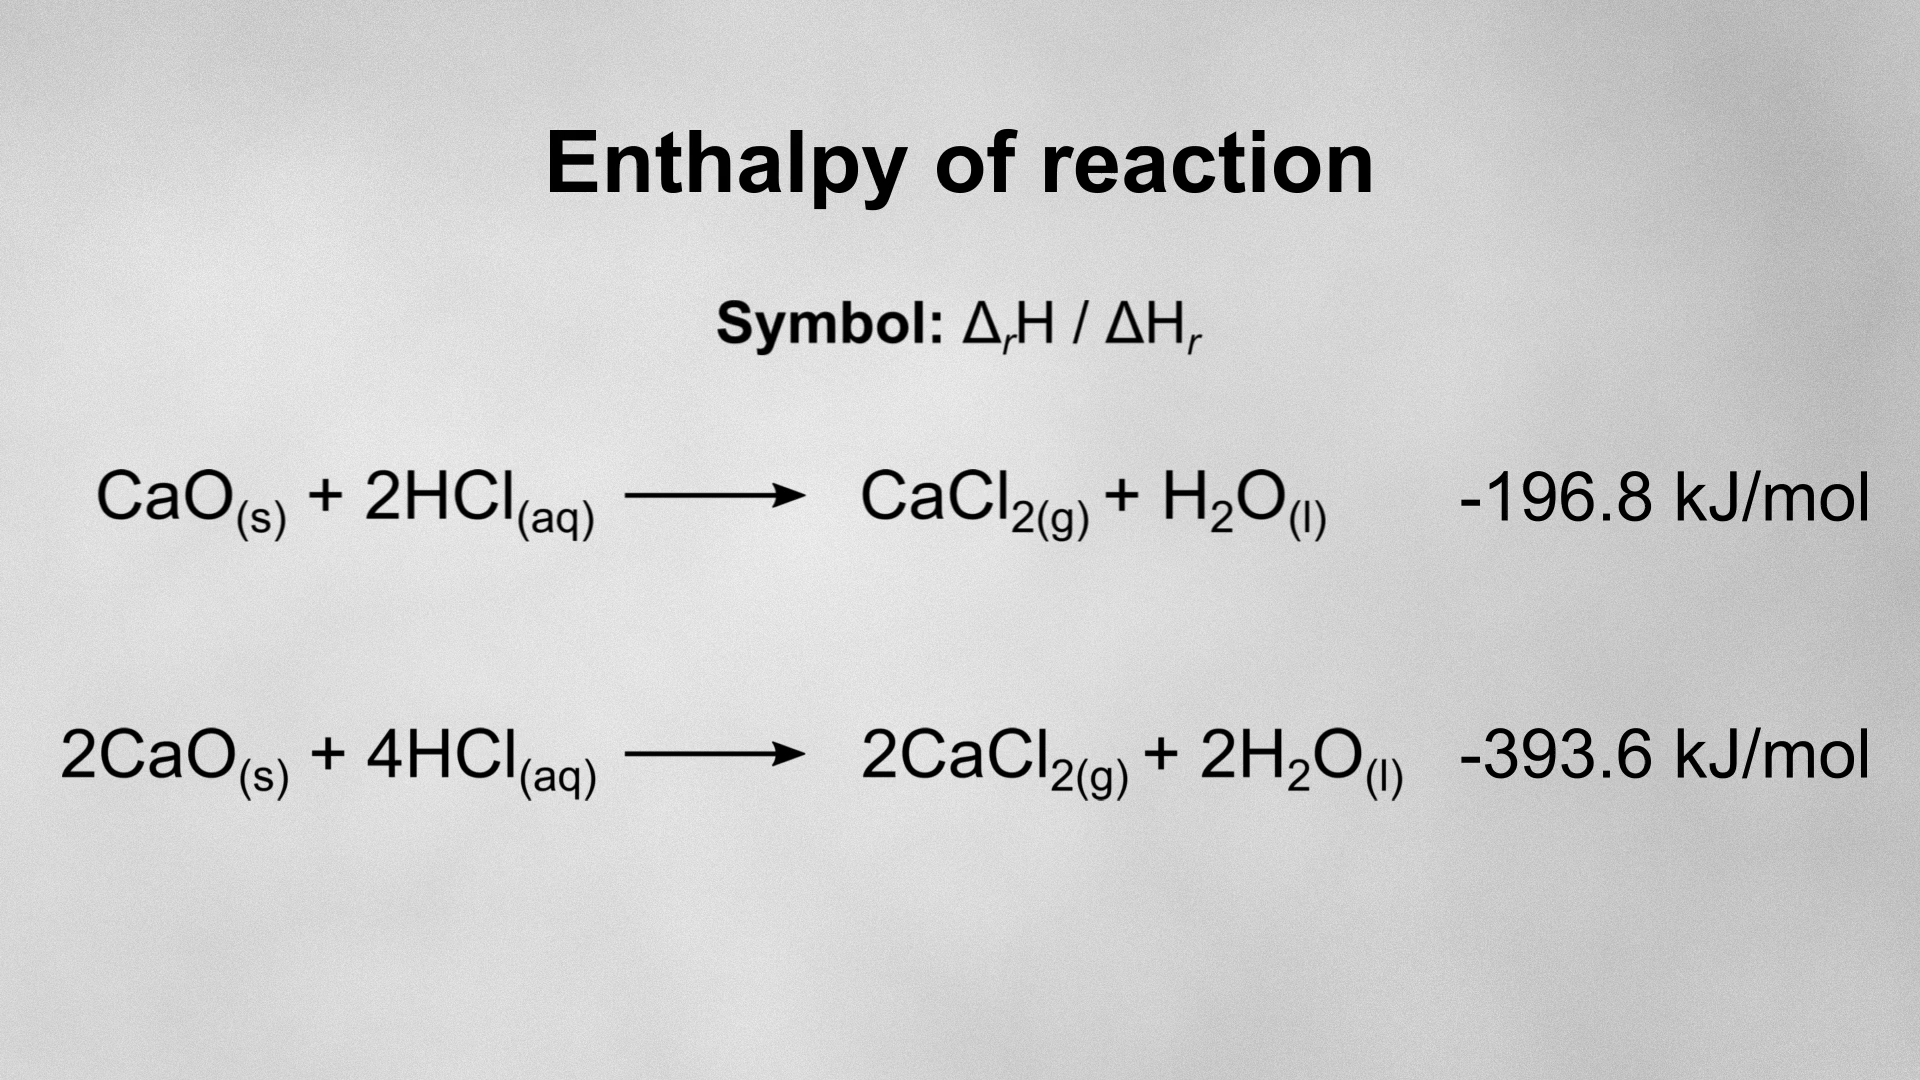 Enthalpy of reaction
Symbol: ΔᵣH / ΔHᵣ
CaO(s) + 2HCl(aq) ⟶ CaCl₂(g) + H₂O(l) -196.8 kJ/mol
2CaO(s) + 4HCl(aq) ⟶ 2CaCl₂(g) + 2H₂O(l) -393.6 kJ/mol